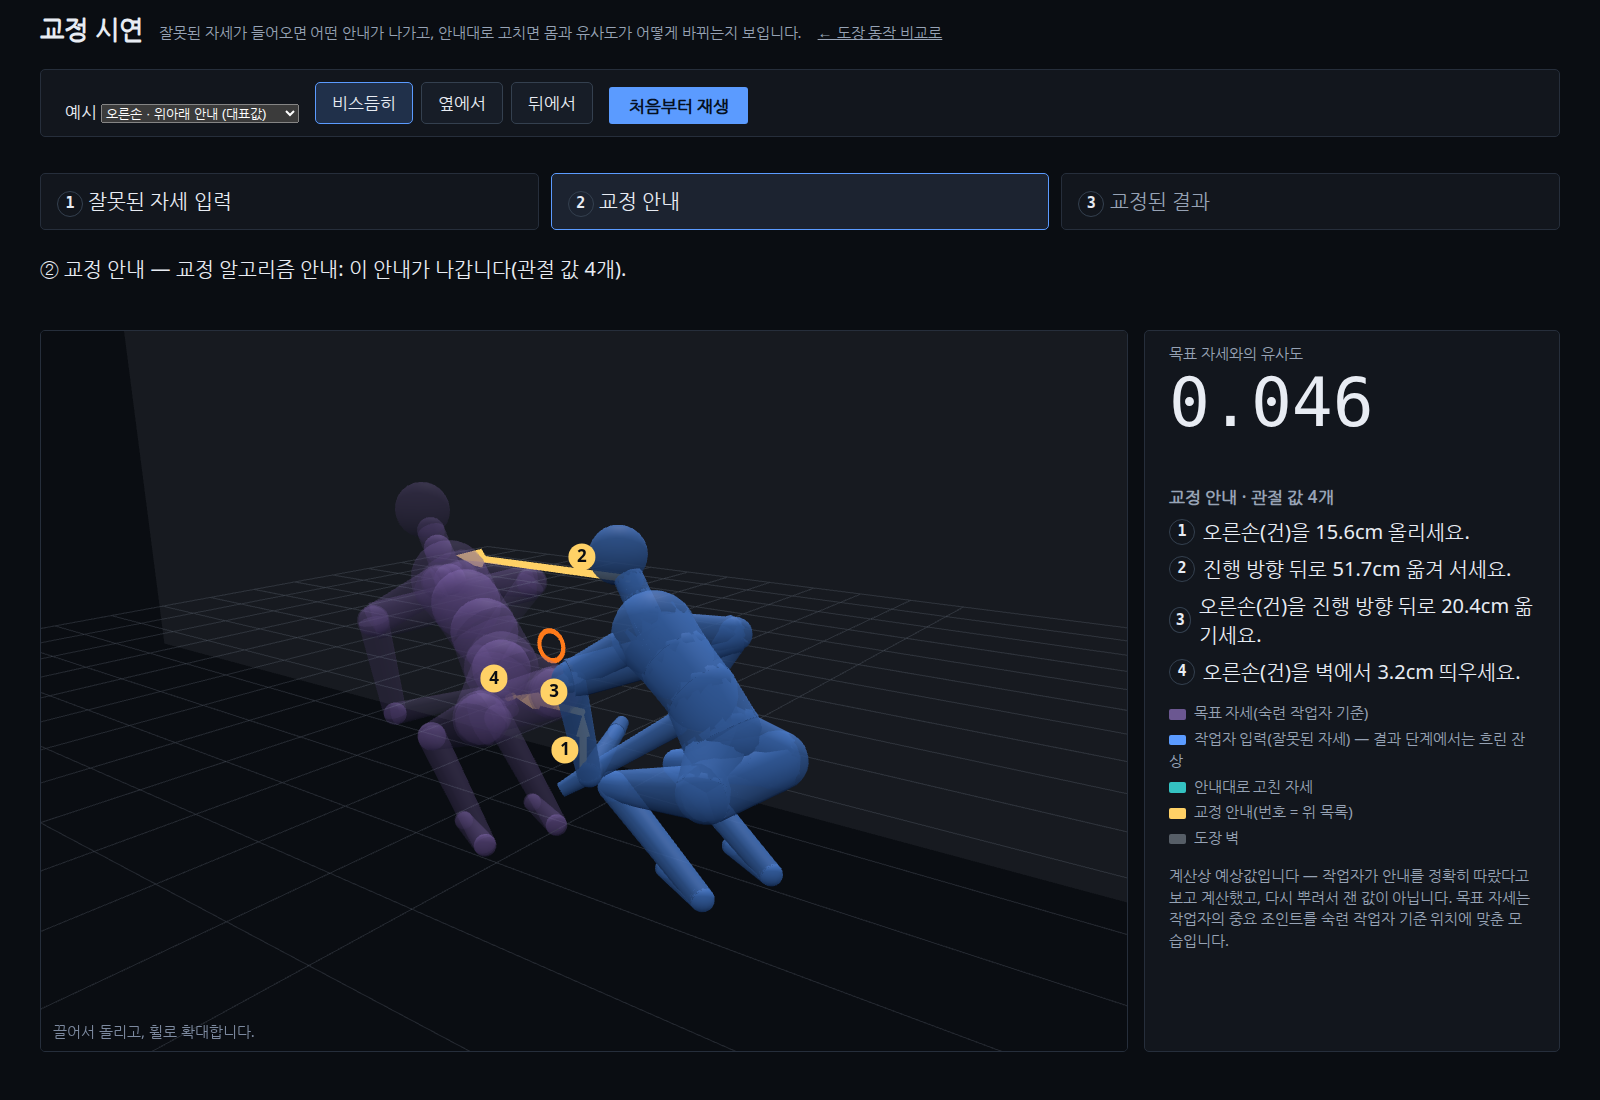 교정 시연 잘못된 자세가 들어오면 어떤 안내가 나가고, 안내대로 고치면 몸과 유사도가 어떻게 바뀌는지 보입니다. ← 도장 동작 비교로
예시 오른손 · 위아래 안내 (대표값) 비스듬히 옆에서 뒤에서 처음부터 재생
1 잘못된 자세 입력
2 교정 안내
3 교정된 결과
② 교정 안내 — 교정 알고리즘 안내: 이 안내가 나갑니다(관절 값 4개).
2
4
3
1
끌어서 돌리고, 휠로 확대합니다.
목표 자세와의 유사도
0.046
교정 안내 · 관절 값 4개
1 오른손(건)을 15.6cm 올리세요.
2 진행 방향 뒤로 51.7cm 옮겨 서세요.
3 오른손(건)을 진행 방향 뒤로 20.4cm 옮
기세요.
4 오른손(건)을 벽에서 3.2cm 띄우세요.
목표 자세(숙련 작업자 기준)
작업자 입력(잘못된 자세) — 결과 단계에서는 흐린 잔
상
안내대로 고친 자세
교정 안내(번호 = 위 목록)
도장 벽
계산상 예상값입니다 — 작업자가 안내를 정확히 따랐다고
보고 계산했고, 다시 뿌려서 잰 값이 아닙니다. 목표 자세는
작업자의 중요 조인트를 숙련 작업자 기준 위치에 맞춘 모
습입니다.